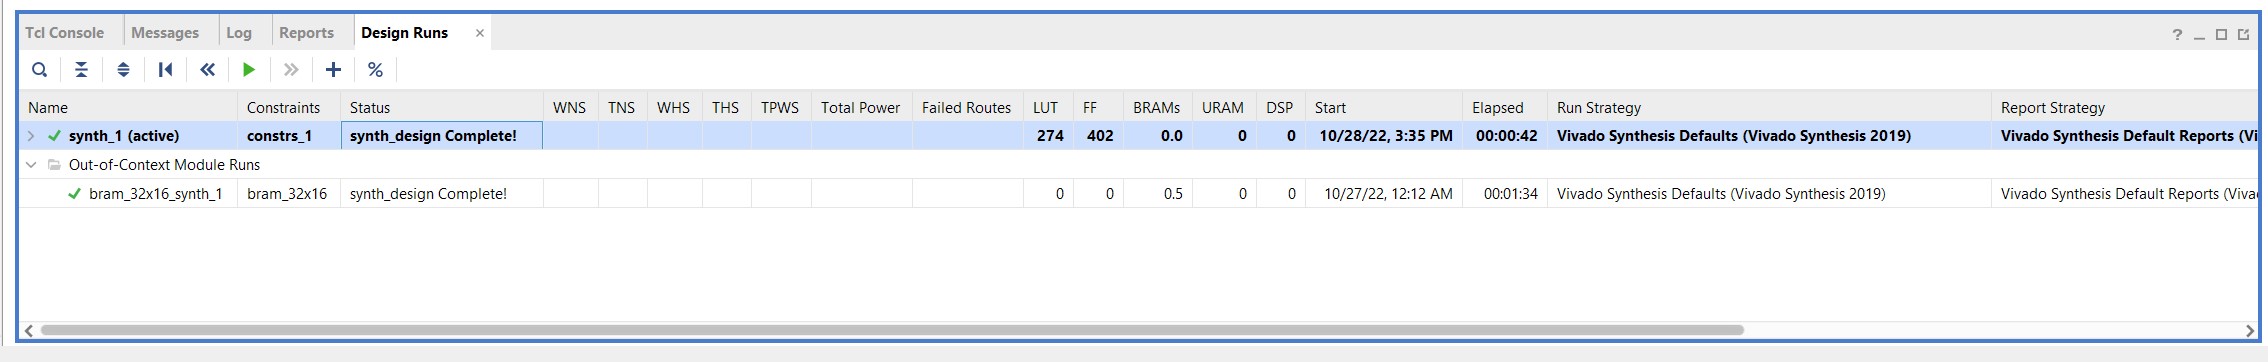 Tcl Console Messages Log Reports Design Runs × ?
%
Name Constraints Status WNS TNS WHS THS TPWS Total Power Failed Routes LUT FF BRAMs URAM DSP Start Elapsed Run Strategy Report Strategy
synth_1 (active) constrs_1 synth_design Complete! 274 402 0.0 0 0 10/28/22, 3:35 PM 00:00:42 Vivado Synthesis Defaults (Vivado Synthesis 2019) Vivado Synthesis Default Reports (Vi
Out-of-Context Module Runs
bram_32x16_synth_1 bram_32x16 synth_design Complete! 0 0 0.5 0 0 10/27/22, 12:12 AM 00:01:34 Vivado Synthesis Defaults (Vivado Synthesis 2019) Vivado Synthesis Default Reports (Viva